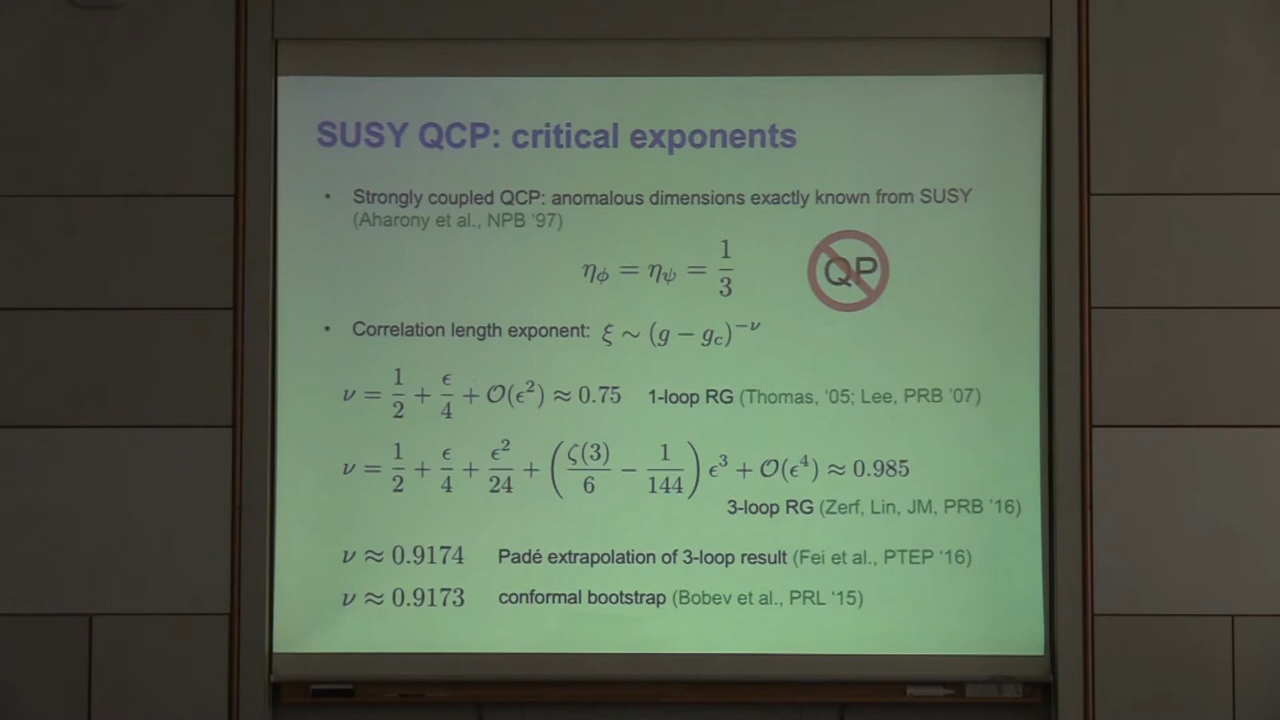 SUSY QCP: critical exponents
• Strongly coupled QCP: anomalous dimensions exactly known from SUSY
(Aharony et al., NPB '97)
η_ϕ = η_ψ = 1/3
QP
• Correlation length exponent: ξ ∼ (g − g_c)^{−ν}
ν = 1/2 + ϵ/4 + 𝒪(ϵ²) ≈ 0.75 1-loop RG (Thomas, '05; Lee, PRB '07)
ν = 1/2 + ϵ/4 + ϵ²/24 + (ζ(3)/6 − 1/144) ϵ³ + 𝒪(ϵ⁴) ≈ 0.985
3-loop RG (Zerf, Lin, JM, PRB '16)
ν ≈ 0.9174 Padé extrapolation of 3-loop result (Fei et al., PTEP '16)
ν ≈ 0.9173 conformal bootstrap (Bobev et al., PRL '15)